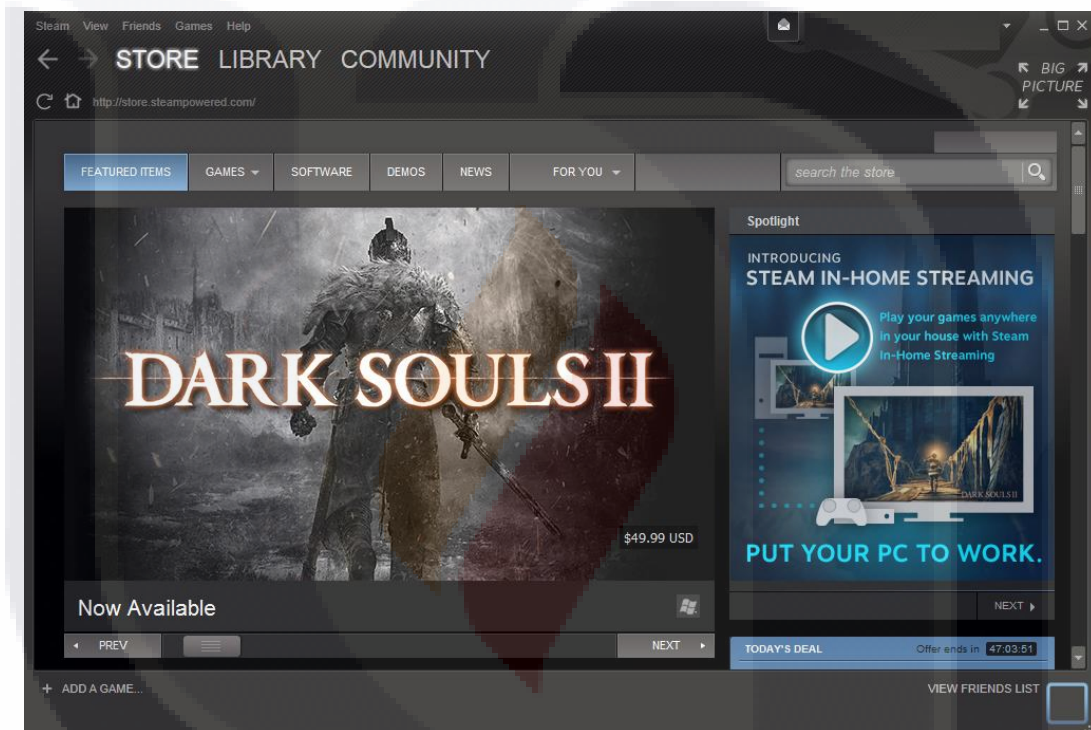 Steam View Friends Games Help
STORE LIBRARY COMMUNITY
BIG PICTURE
http://store.steampowered.com/
FEATURED ITEMS GAMES SOFTWARE DEMOS NEWS FOR YOU search the store
DARK SOULS II
$49.99 USD
Now Available
PREV NEXT
Spotlight
INTRODUCING
STEAM IN-HOME STREAMING
Play your games anywhere
in your house with Steam
In-Home Streaming
DARK SOULS II
PUT YOUR PC TO WORK.
NEXT
TODAY'S DEAL Offer ends in 47:03:51
+ ADD A GAME... VIEW FRIENDS LIST